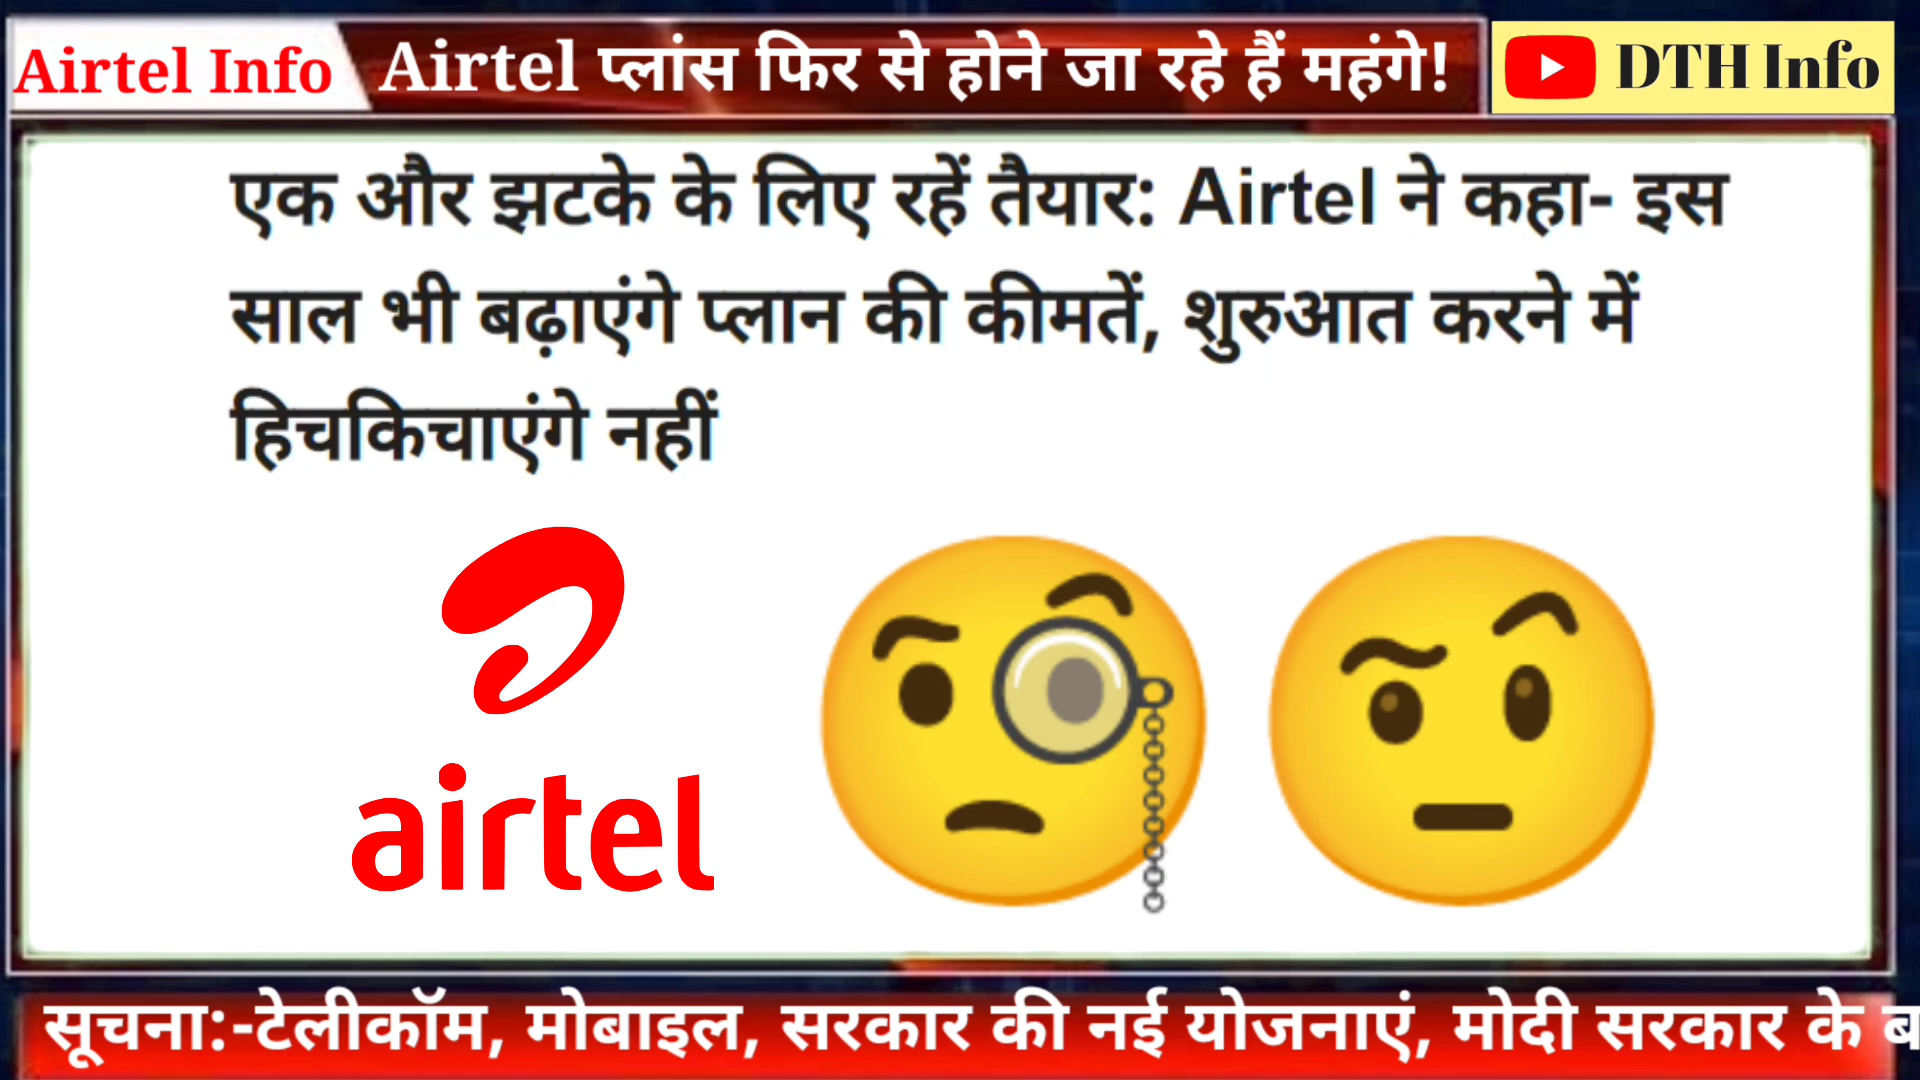 Airtel Info
Airtel प्लांस फिर से होने जा रहे हैं महंगे!
DTH Info
एक और झटके के लिए रहें तैयार: Airtel ने कहा- इस
साल भी बढ़ाएंगे प्लान की कीमतें, शुरुआत करने में
हिचकिचाएंगे नहीं
airtel
सूचना:-टेलीकॉम, मोबाइल, सरकार की नई योजनाएं, मोदी सरकार के